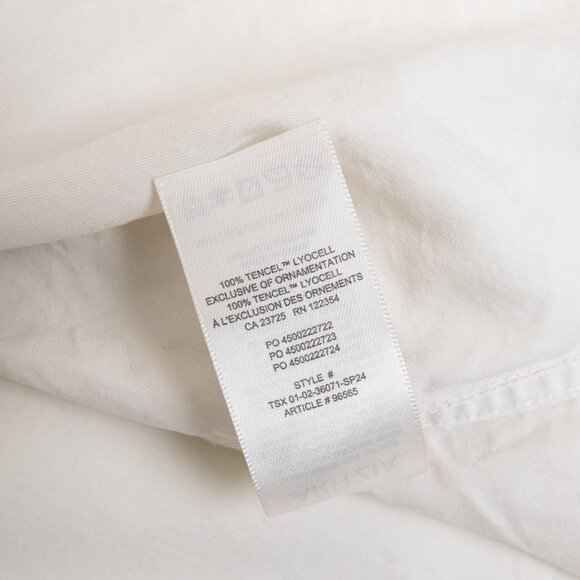 100% TENCEL™ LYOCELL
EXCLUSIVE OF ORNAMENTATION
100% TENCEL™ LYOCELL
À L'EXCLUSION DES ORNEMENTS
CA 23725 RN 122354
PO 4500222722
PO 4500222723
PO 4500222724
STYLE #
TSX 01-02-36071-SP24
ARTICLE # 96565